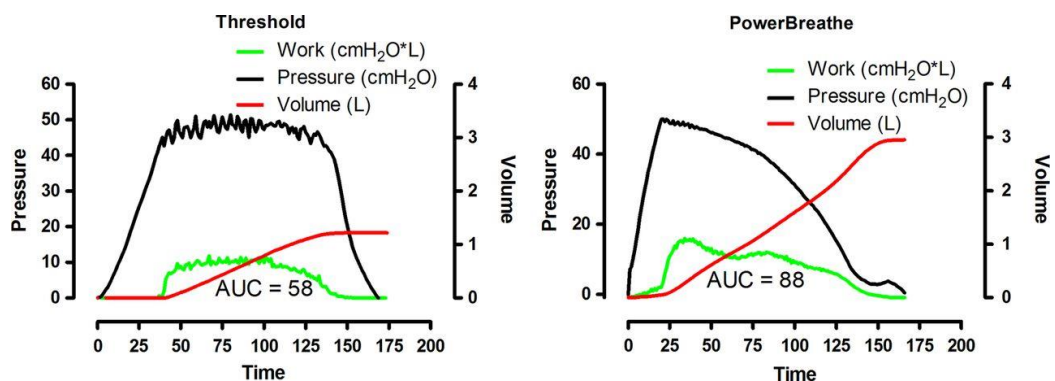 Threshold
Work (cmH₂O*L)
Pressure (cmH₂O)
Volume (L)
60
50
40
30
20
10
0
Pressure
4
3
2
1
0
Volume
AUC = 58
0 25 50 75 100 125 150 175 200
Time
PowerBreathe
Work (cmH₂O*L)
Pressure (cmH₂O)
Volume (L)
60
40
20
0
Pressure
4
3
2
1
0
Volume
AUC = 88
0 25 50 75 100 125 150 175 200
Time